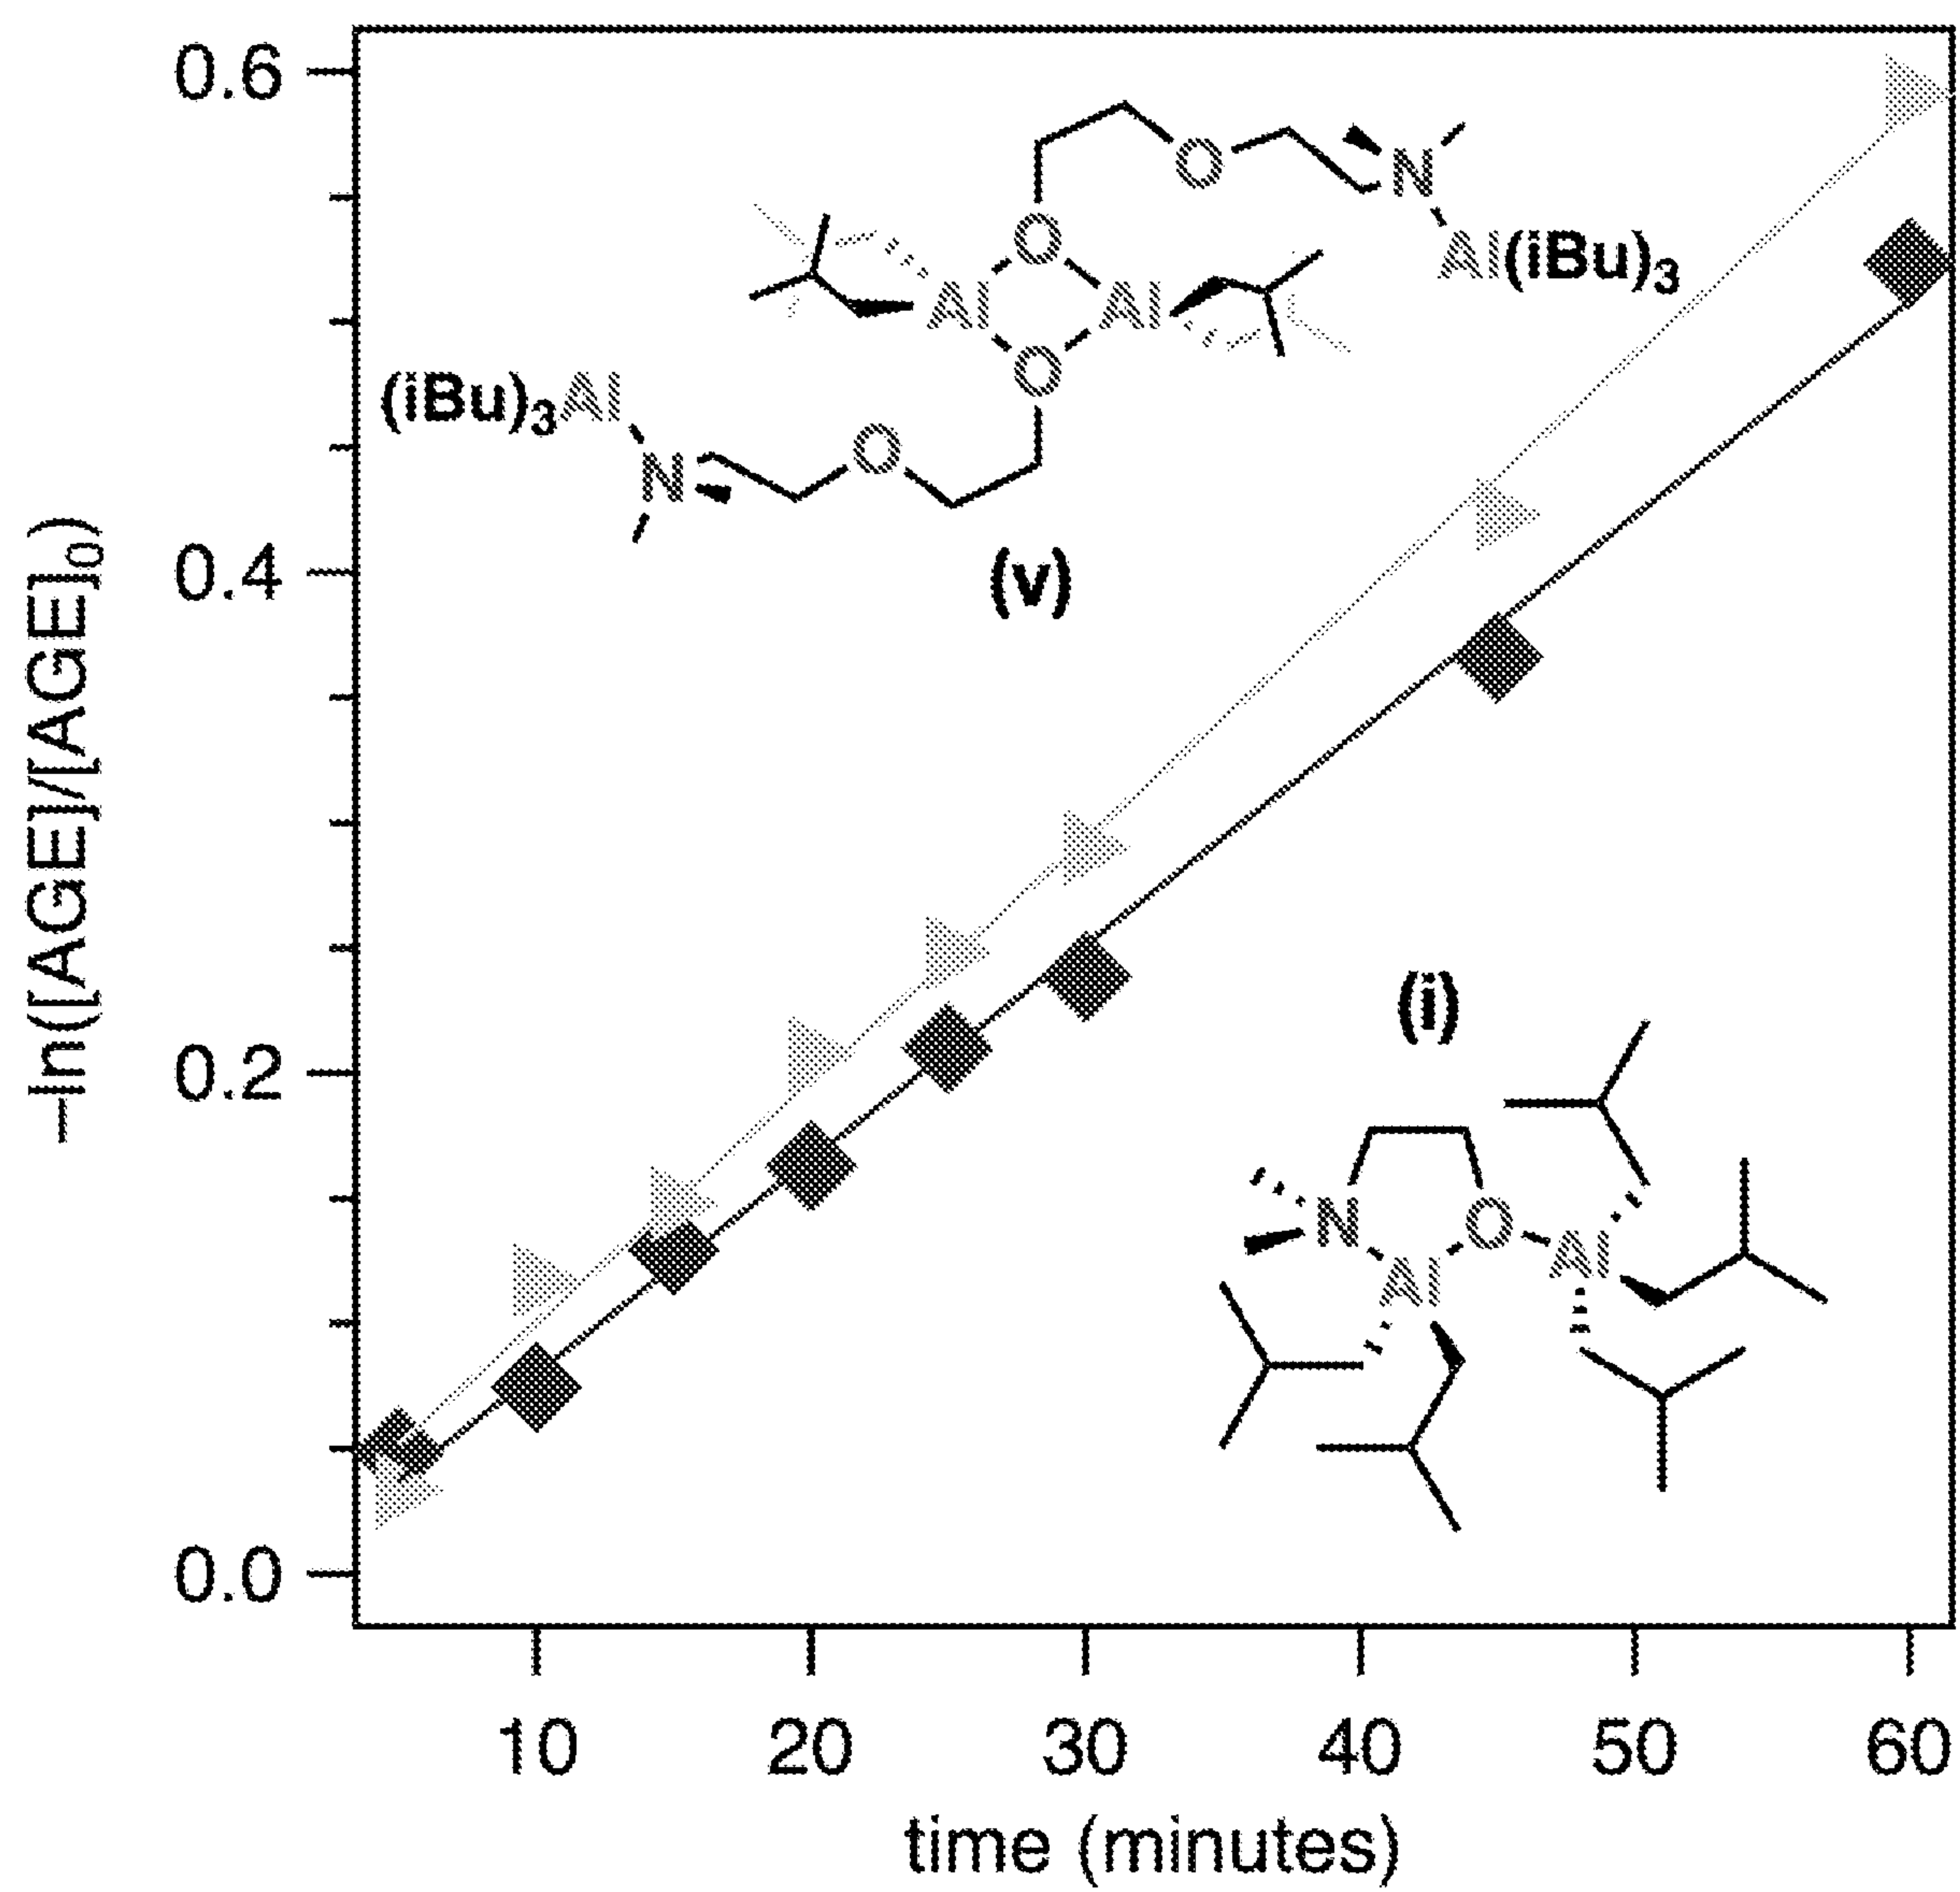 0.6
0.4
0.2
0.0
–ln([AGE]/[AGE]₀)
O
N
Al(iBu)₃
O
Al
Al
O
(iBu)₃Al
N
O
(v)
(i)
N
O
Al
Al
10 20 30 40 50 60
time (minutes)